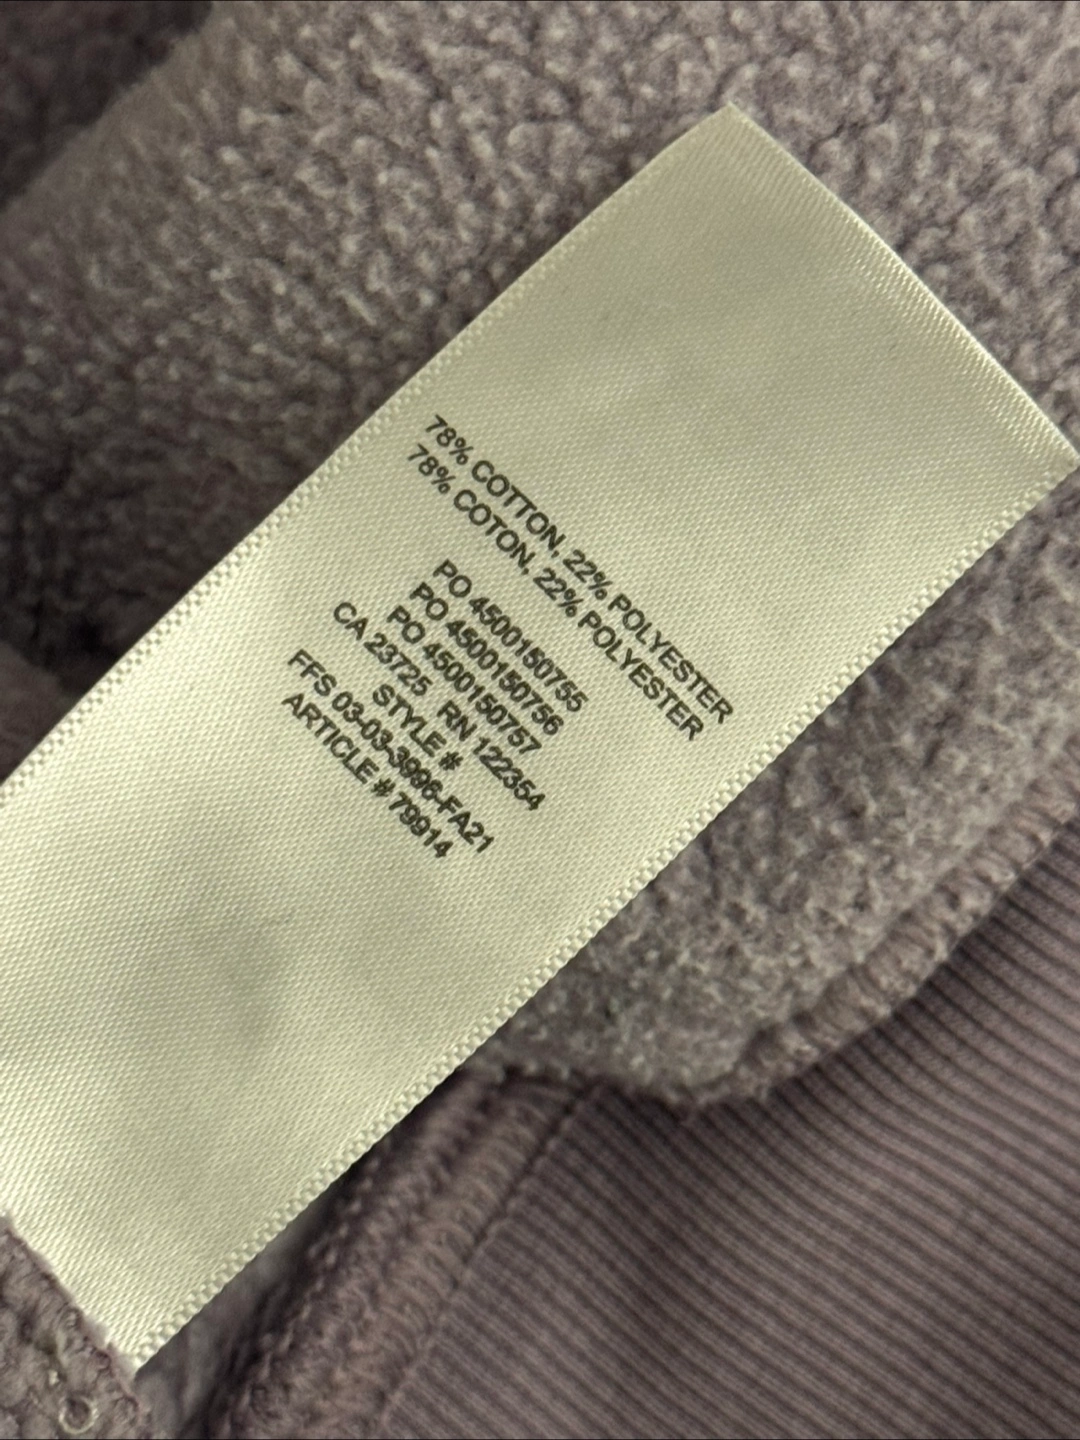 78% COTTON, 22% POLYESTER
78% COTON, 22% POLYESTER
PO 4500150755
PO 4500150756
PO 4500150757
CA 23725 RN 122354
STYLE #
FFS 03-03-3996-FA21
ARTICLE # 79914